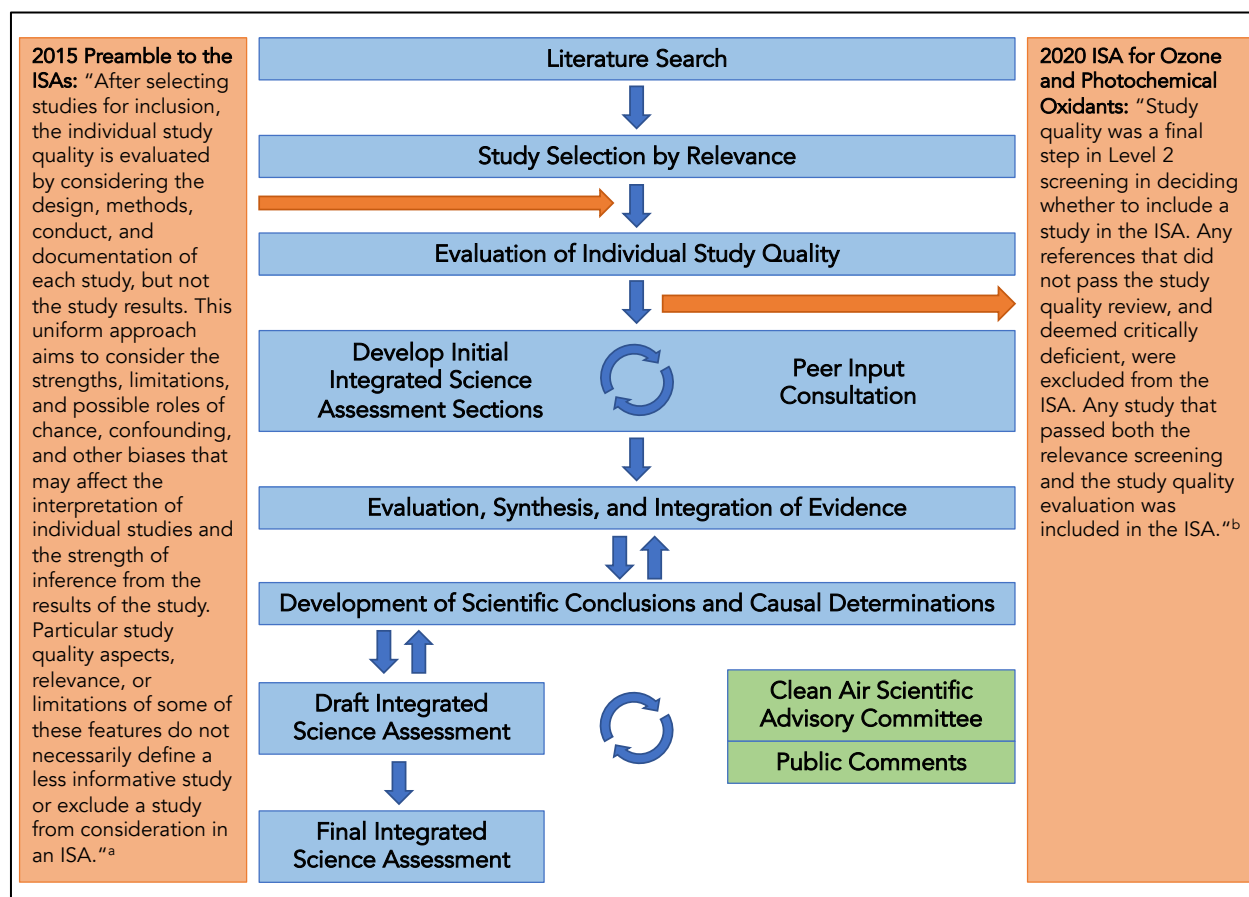 2015 Preamble to the
ISAs: “After selecting
studies for inclusion,
the individual study
quality is evaluated
by considering the
design, methods,
conduct, and
documentation of
each study, but not
the study results. This
uniform approach
aims to consider the
strengths, limitations,
and possible roles of
chance, confounding,
and other biases that
may affect the
interpretation of
individual studies and
the strength of
inference from the
results of the study.
Particular study
quality aspects,
relevance, or
limitations of some of
these features do not
necessarily define a
less informative study
or exclude a study
from consideration in
an ISA.“ᵃ
Literature Search
Study Selection by Relevance
Evaluation of Individual Study Quality
Develop Initial
Integrated Science
Assessment Sections
Peer Input
Consultation
Evaluation, Synthesis, and Integration of Evidence
Development of Scientific Conclusions and Causal Determinations
Draft Integrated
Science Assessment
Clean Air Scientific
Advisory Committee
Public Comments
Final Integrated
Science Assessment
2020 ISA for Ozone
and Photochemical
Oxidants: “Study
quality was a final
step in Level 2
screening in deciding
whether to include a
study in the ISA. Any
references that did
not pass the study
quality review, and
deemed critically
deficient, were
excluded from the
ISA. Any study that
passed both the
relevance screening
and the study quality
evaluation was
included in the ISA.“ᵇ